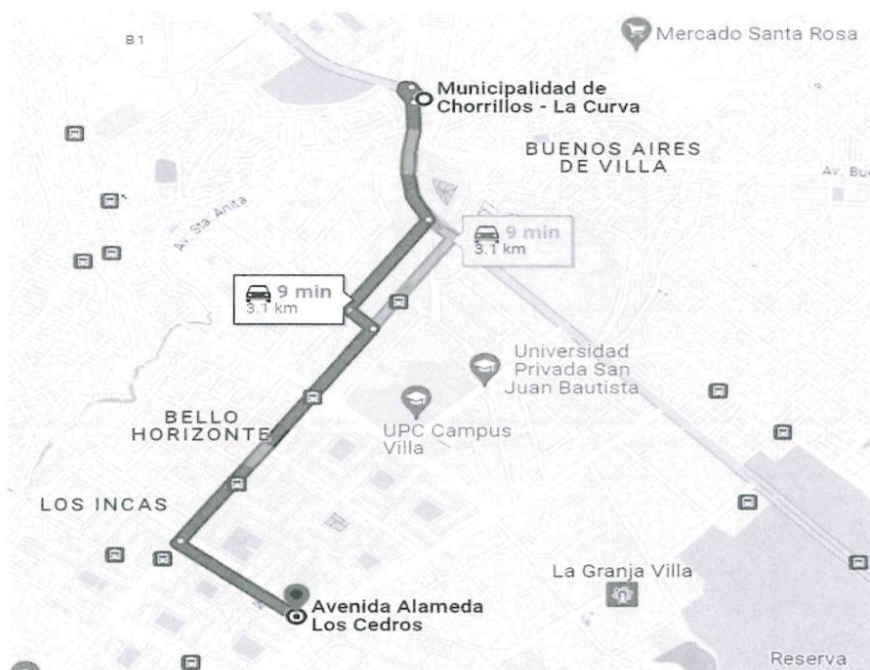 B1
Mercado Santa Rosa
Municipalidad de
Chorrillos - La Curva
BUENOS AIRES
DE VILLA
Av. Bue
Av. Sta. Anita
9 min
3.1 km
9 min
3.1 km
Universidad
Privada San
Juan Bautista
UPC Campus
Villa
BELLO
HORIZONTE
LOS INCAS
La Granja Villa
Avenida Alameda
Los Cedros
Reserva